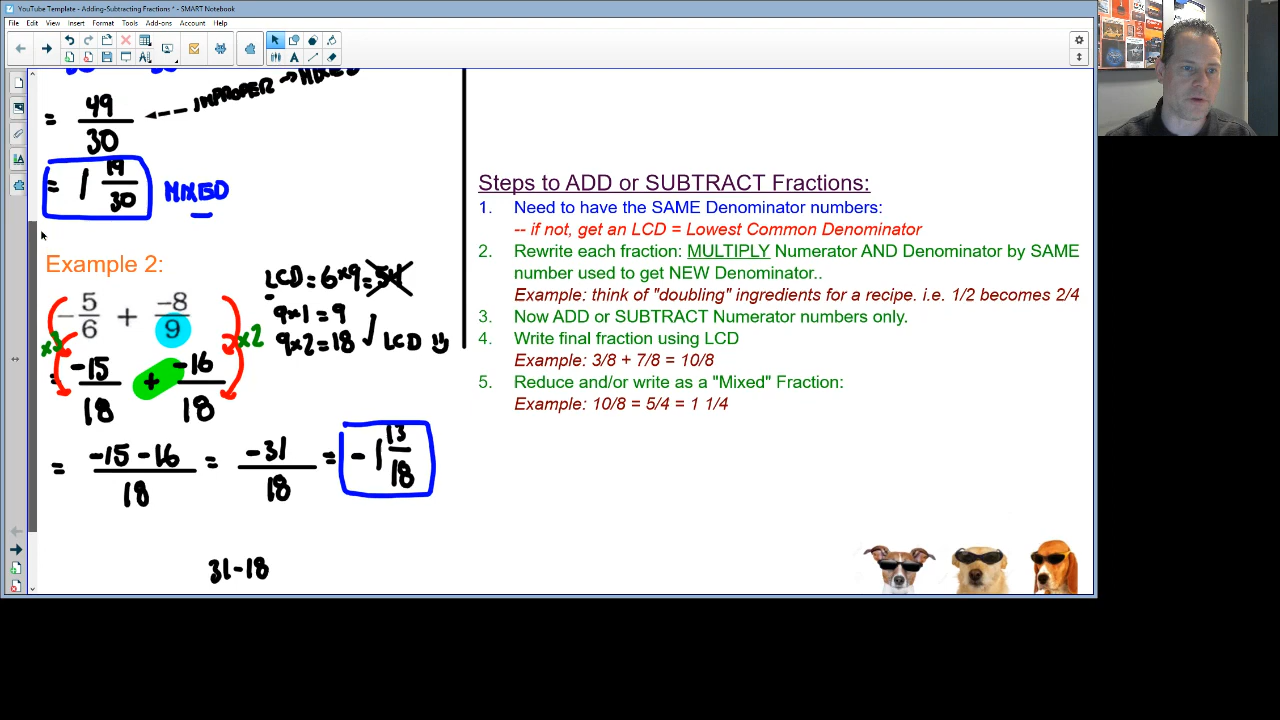 YouTube Template - Adding-Subtracting Fractions * - SMART Notebook
File Edit View Insert Format Tools Add-ons Account Help
= 49/30 IMPROPER → MIXED
= 1 19/30 MIXED
Example 2:
LCD = 6×9 = 54
-5/6 + -8/9
9×1 = 9
9×2 = 18 √ LCD
×3 ×2
= -15/18 + -16/18
= -15 - 16/18 = -31/18 = -1 13/18
31-18
Steps to ADD or SUBTRACT Fractions:
1. Need to have the SAME Denominator numbers:
-- if not, get an LCD = Lowest Common Denominator
2. Rewrite each fraction: MULTIPLY Numerator AND Denominator by SAME
number used to get NEW Denominator..
Example: think of "doubling" ingredients for a recipe. i.e. 1/2 becomes 2/4
3. Now ADD or SUBTRACT Numerator numbers only.
4. Write final fraction using LCD
Example: 3/8 + 7/8 = 10/8
5. Reduce and/or write as a "Mixed" Fraction:
Example: 10/8 = 5/4 = 1 1/4